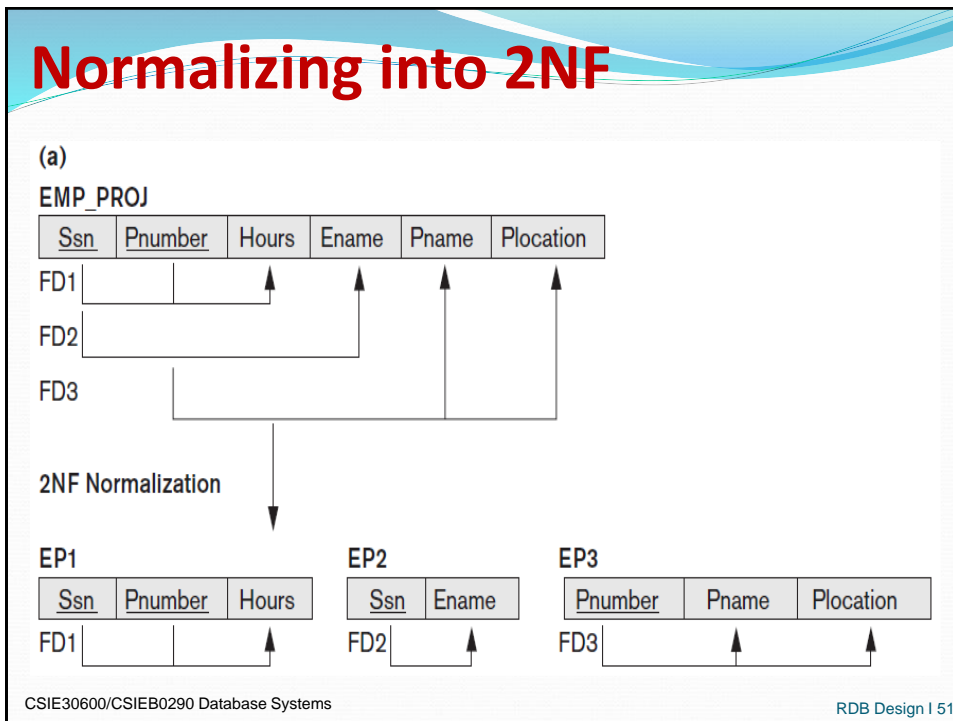 Normalizing into 2NF
(a)
EMP_PROJ
Ssn Pnumber Hours Ename Pname Plocation
FD1
FD2
FD3
2NF Normalization
EP1 EP2 EP3
Ssn Pnumber Hours Ssn Ename Pnumber Pname Plocation
FD1 FD2 FD3
CSIE30600/CSIEB0290 Database Systems RDB Design I 51